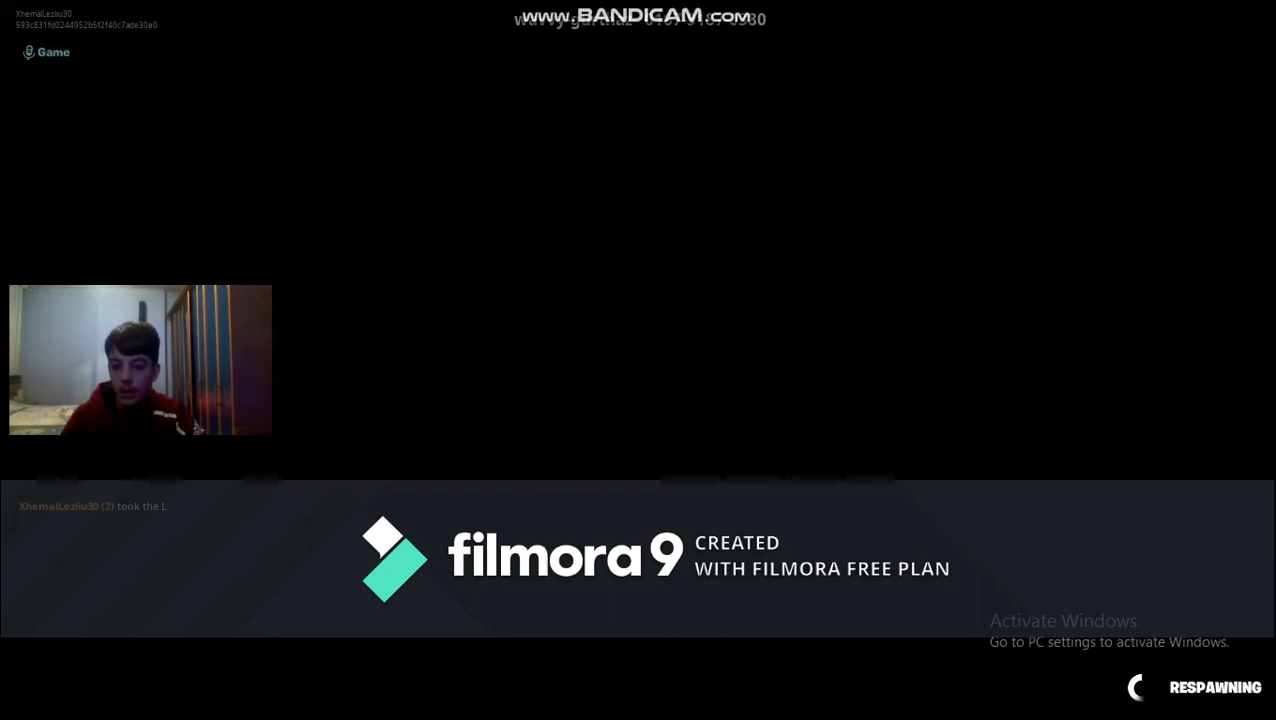 XhemalLezliu30
593c831fd0244952b5f2f40c7ade30e0
www.BANDICAM.com
Game
XhemalLezliu30 (2) took the L
filmora 9
CREATED
WITH FILMORA FREE PLAN
Activate Windows
Go to PC settings to activate Windows.
RESPAWNING